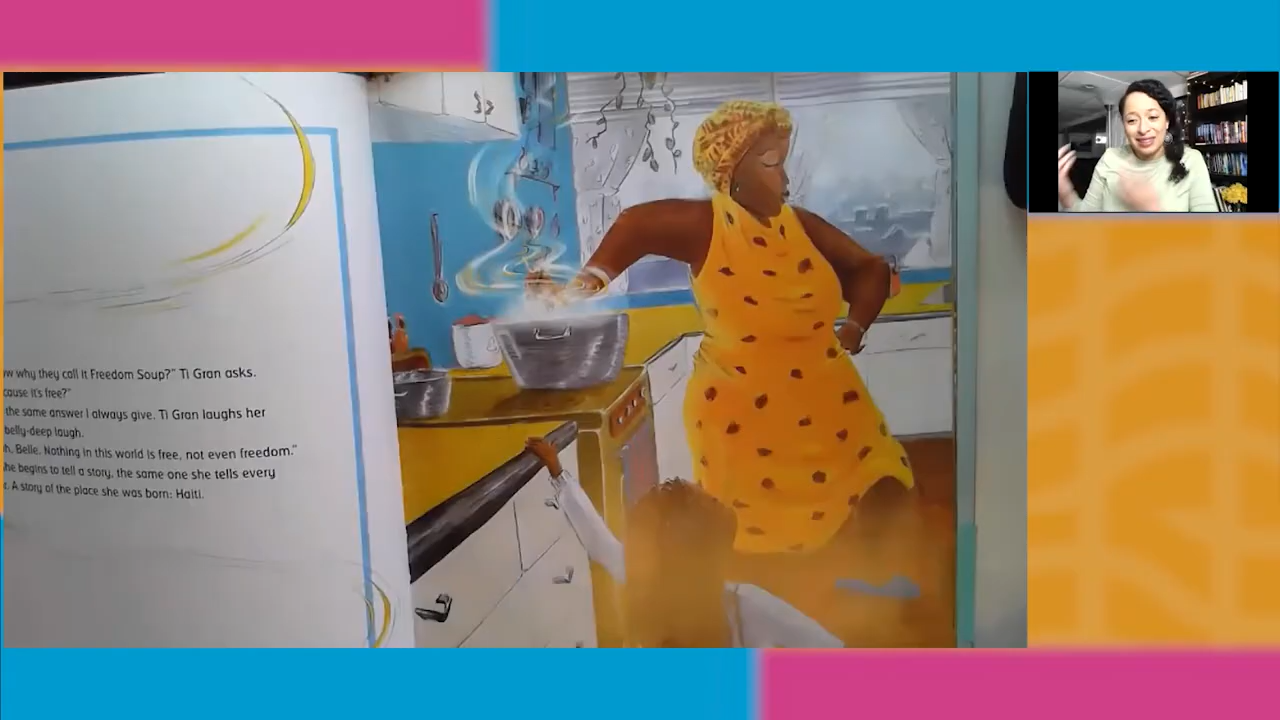 why they call it Freedom Soup?" Ti Gran asks.
it's free?"
the same answer I always give. Ti Gran laughs her
belly-deep laugh.
Belle. Nothing in this world is free, not even freedom."
she begins to tell a story, the same one she tells every
A story of the place she was born: Haiti.